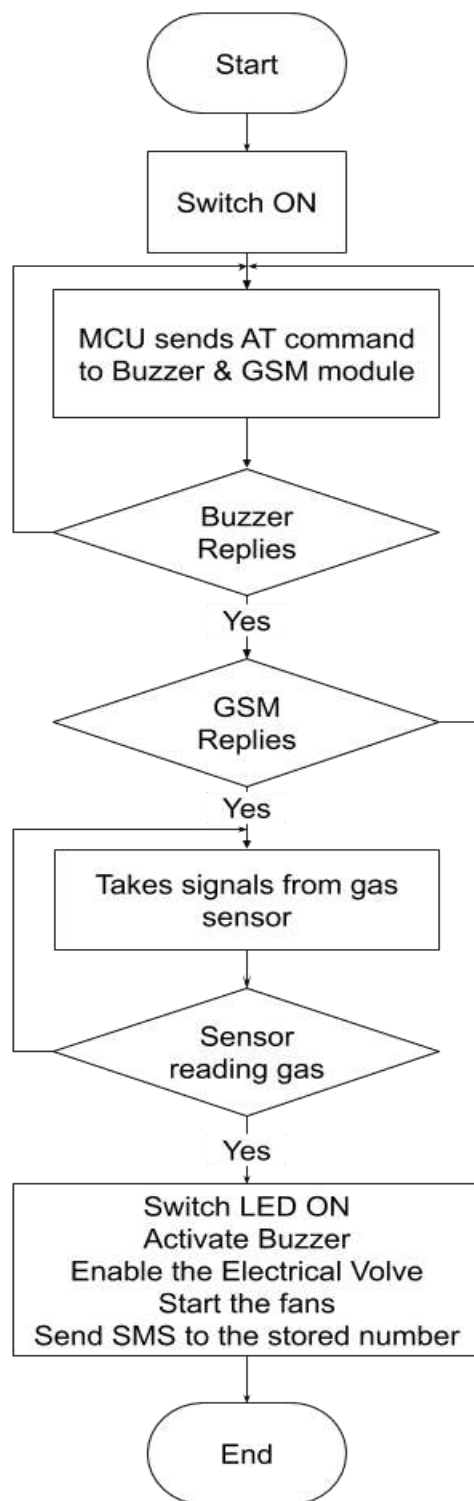 Start
Switch ON
MCU sends AT command
to Buzzer & GSM module
Buzzer
Replies
Yes
GSM
Replies
Yes
Takes signals from gas
sensor
Sensor
reading gas
Yes
Switch LED ON
Activate Buzzer
Enable the Electrical Volve
Start the fans
Send SMS to the stored number
End